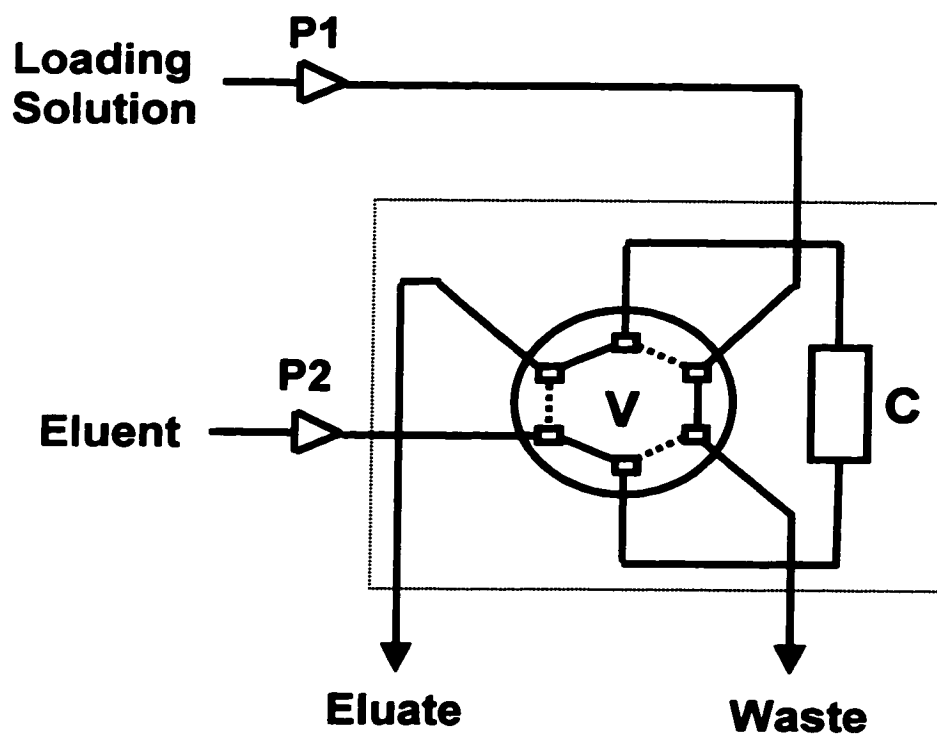 P1
Loading
Solution
P2
Eluent
V
C
Eluate
Waste